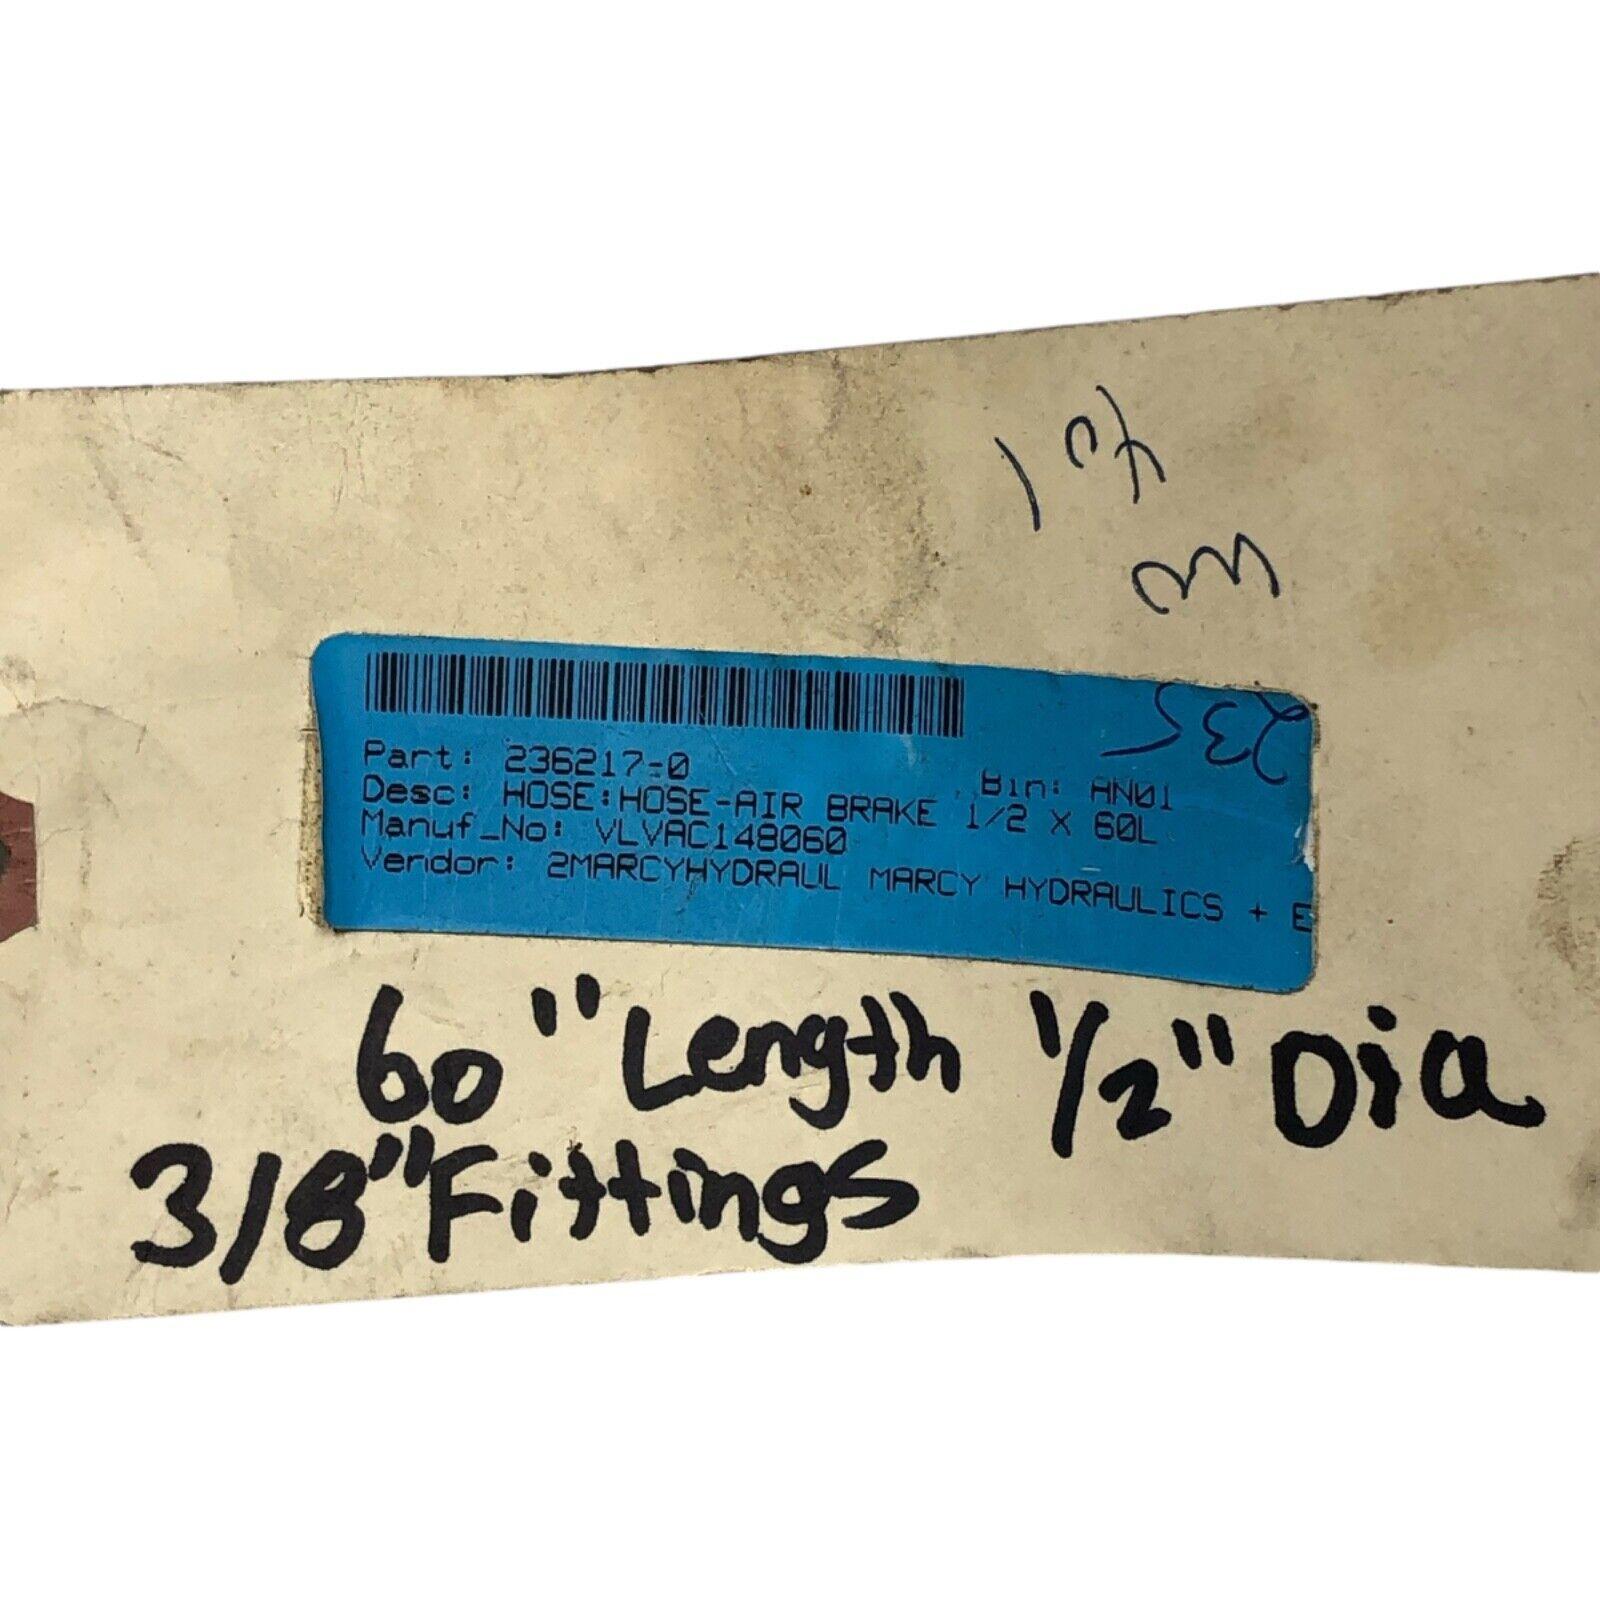 235
Part: 236217-0 Bin: AN01
Desc: HOSE:HOSE-AIR BRAKE 1/2 X 60L
Manuf_No: VLVAC148060
Vendor: 2MARCYHYDRAUL MARCY HYDRAULICS + E
60" Length 1/2" Dia
3/8" Fittings